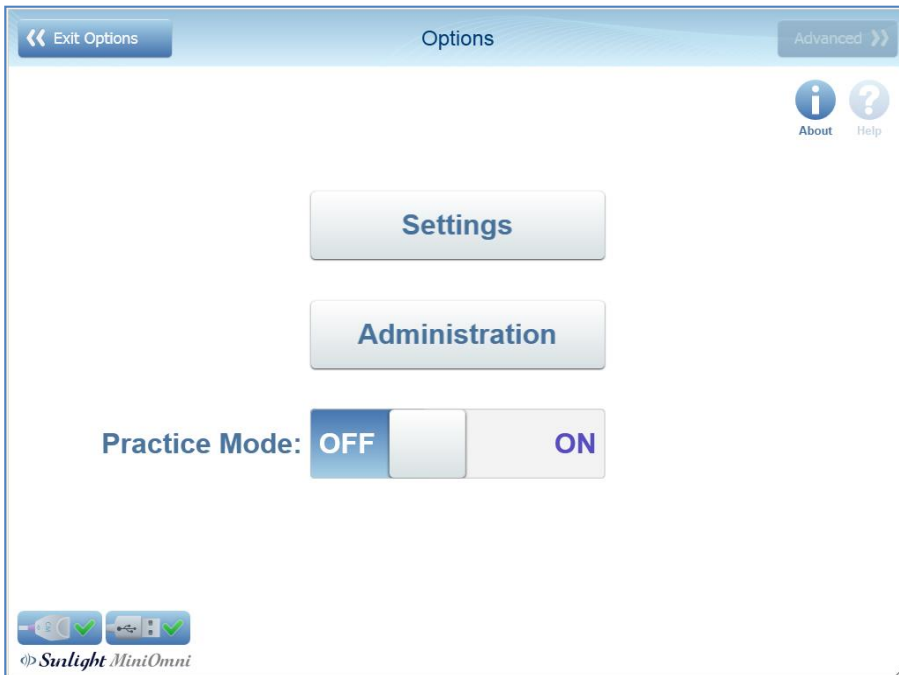 Exit Options
Options
Advanced
About
Help
Settings
Administration
Practice Mode: OFF ON
Sunlight MiniOmni